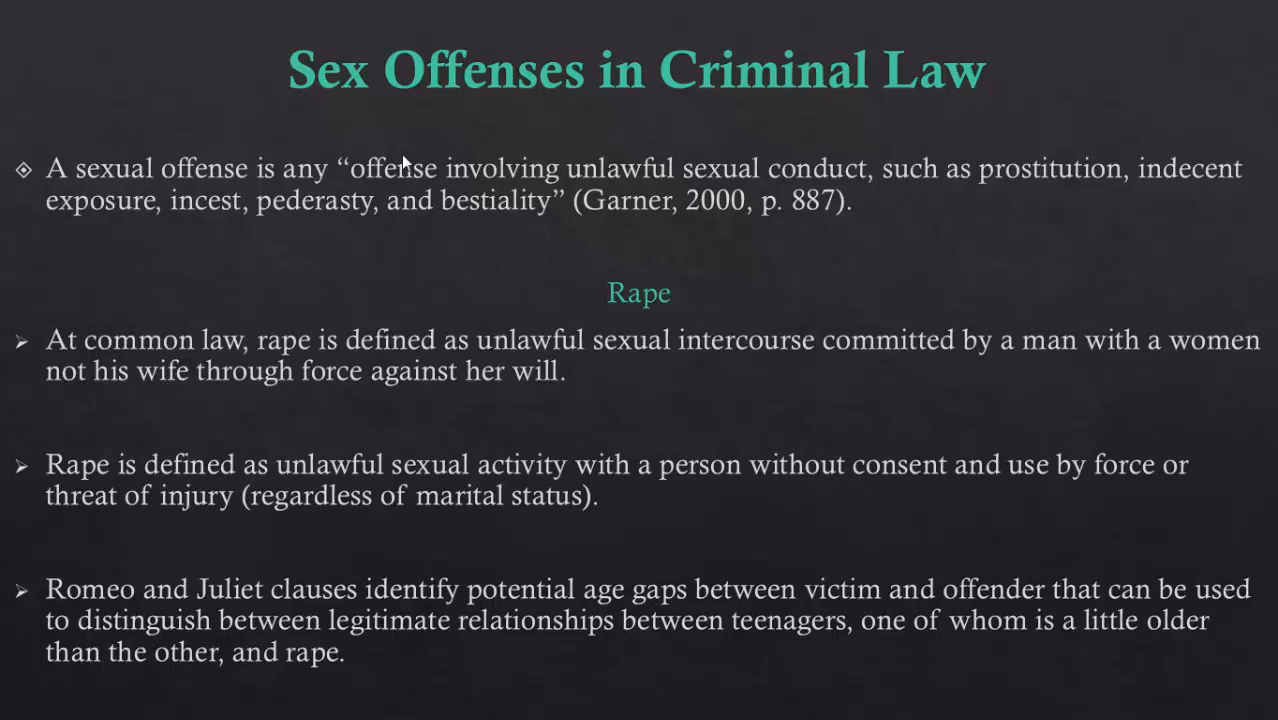 Sex Offenses in Criminal Law
A sexual offense is any “offense involving unlawful sexual conduct, such as prostitution, indecent
exposure, incest, pederasty, and bestiality” (Garner, 2000, p. 887).
Rape
At common law, rape is defined as unlawful sexual intercourse committed by a man with a women
not his wife through force against her will.
Rape is defined as unlawful sexual activity with a person without consent and use by force or
threat of injury (regardless of marital status).
Romeo and Juliet clauses identify potential age gaps between victim and offender that can be used
to distinguish between legitimate relationships between teenagers, one of whom is a little older
than the other, and rape.